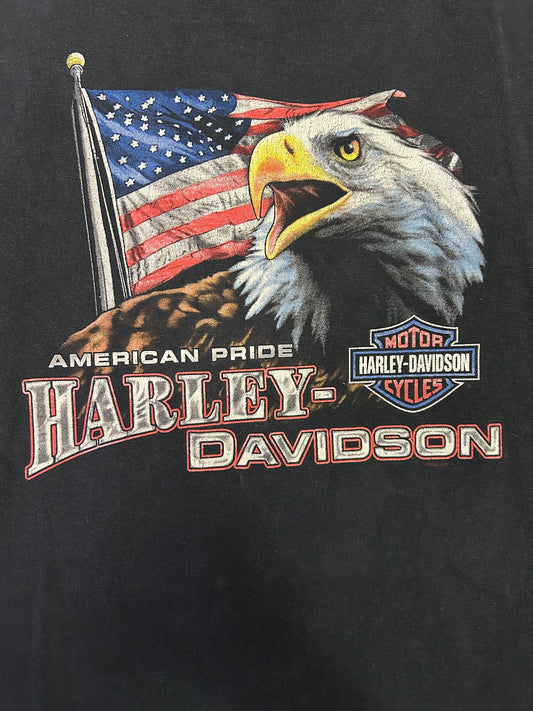 AMERICAN PRIDE
HARLEY-
DAVIDSON
MOTOR
HARLEY-DAVIDSON
CYCLES